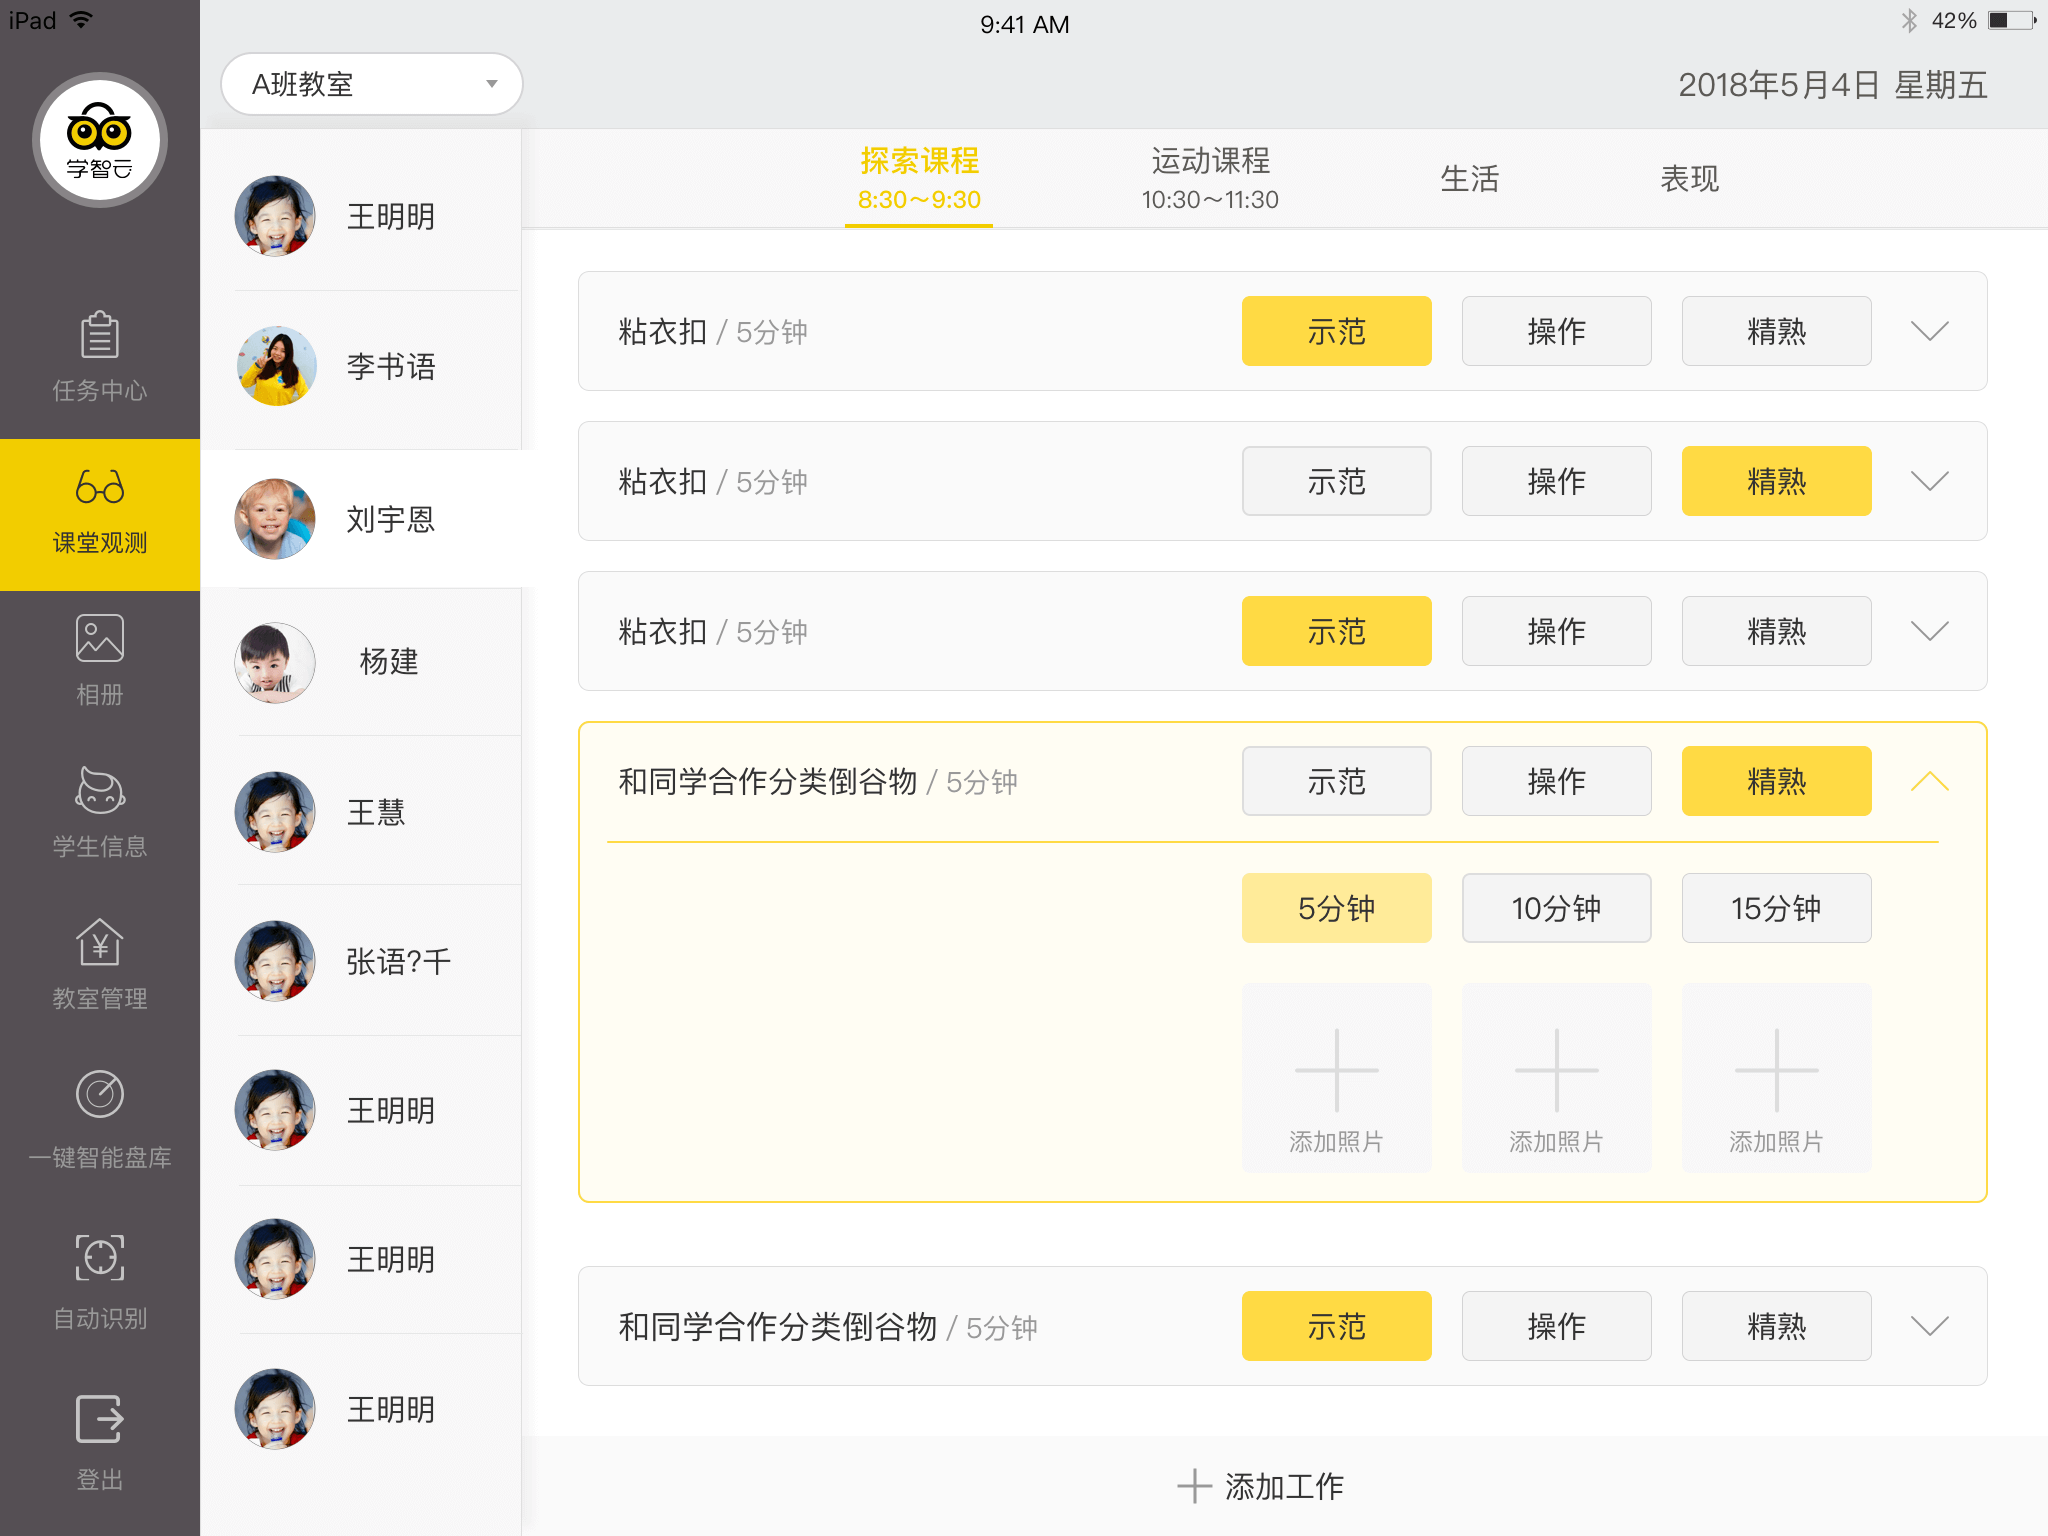 iPad
9:41 AM
42%
学智云
A班教室
2018年5月4日 星期五
任务中心
课堂观测
相册
学生信息
教室管理
一键智能盘库
自动识别
登出
王明明
李书语
刘宇恩
杨建
王慧
张语?千
王明明
王明明
王明明
探索课程
8:30～9:30
运动课程
10:30～11:30
生活
表现
粘衣扣 / 5分钟
示范
操作
精熟
粘衣扣 / 5分钟
示范
操作
精熟
粘衣扣 / 5分钟
示范
操作
精熟
和同学合作分类倒谷物 / 5分钟
示范
操作
精熟
5分钟
10分钟
15分钟
添加照片
添加照片
添加照片
和同学合作分类倒谷物 / 5分钟
示范
操作
精熟
添加工作